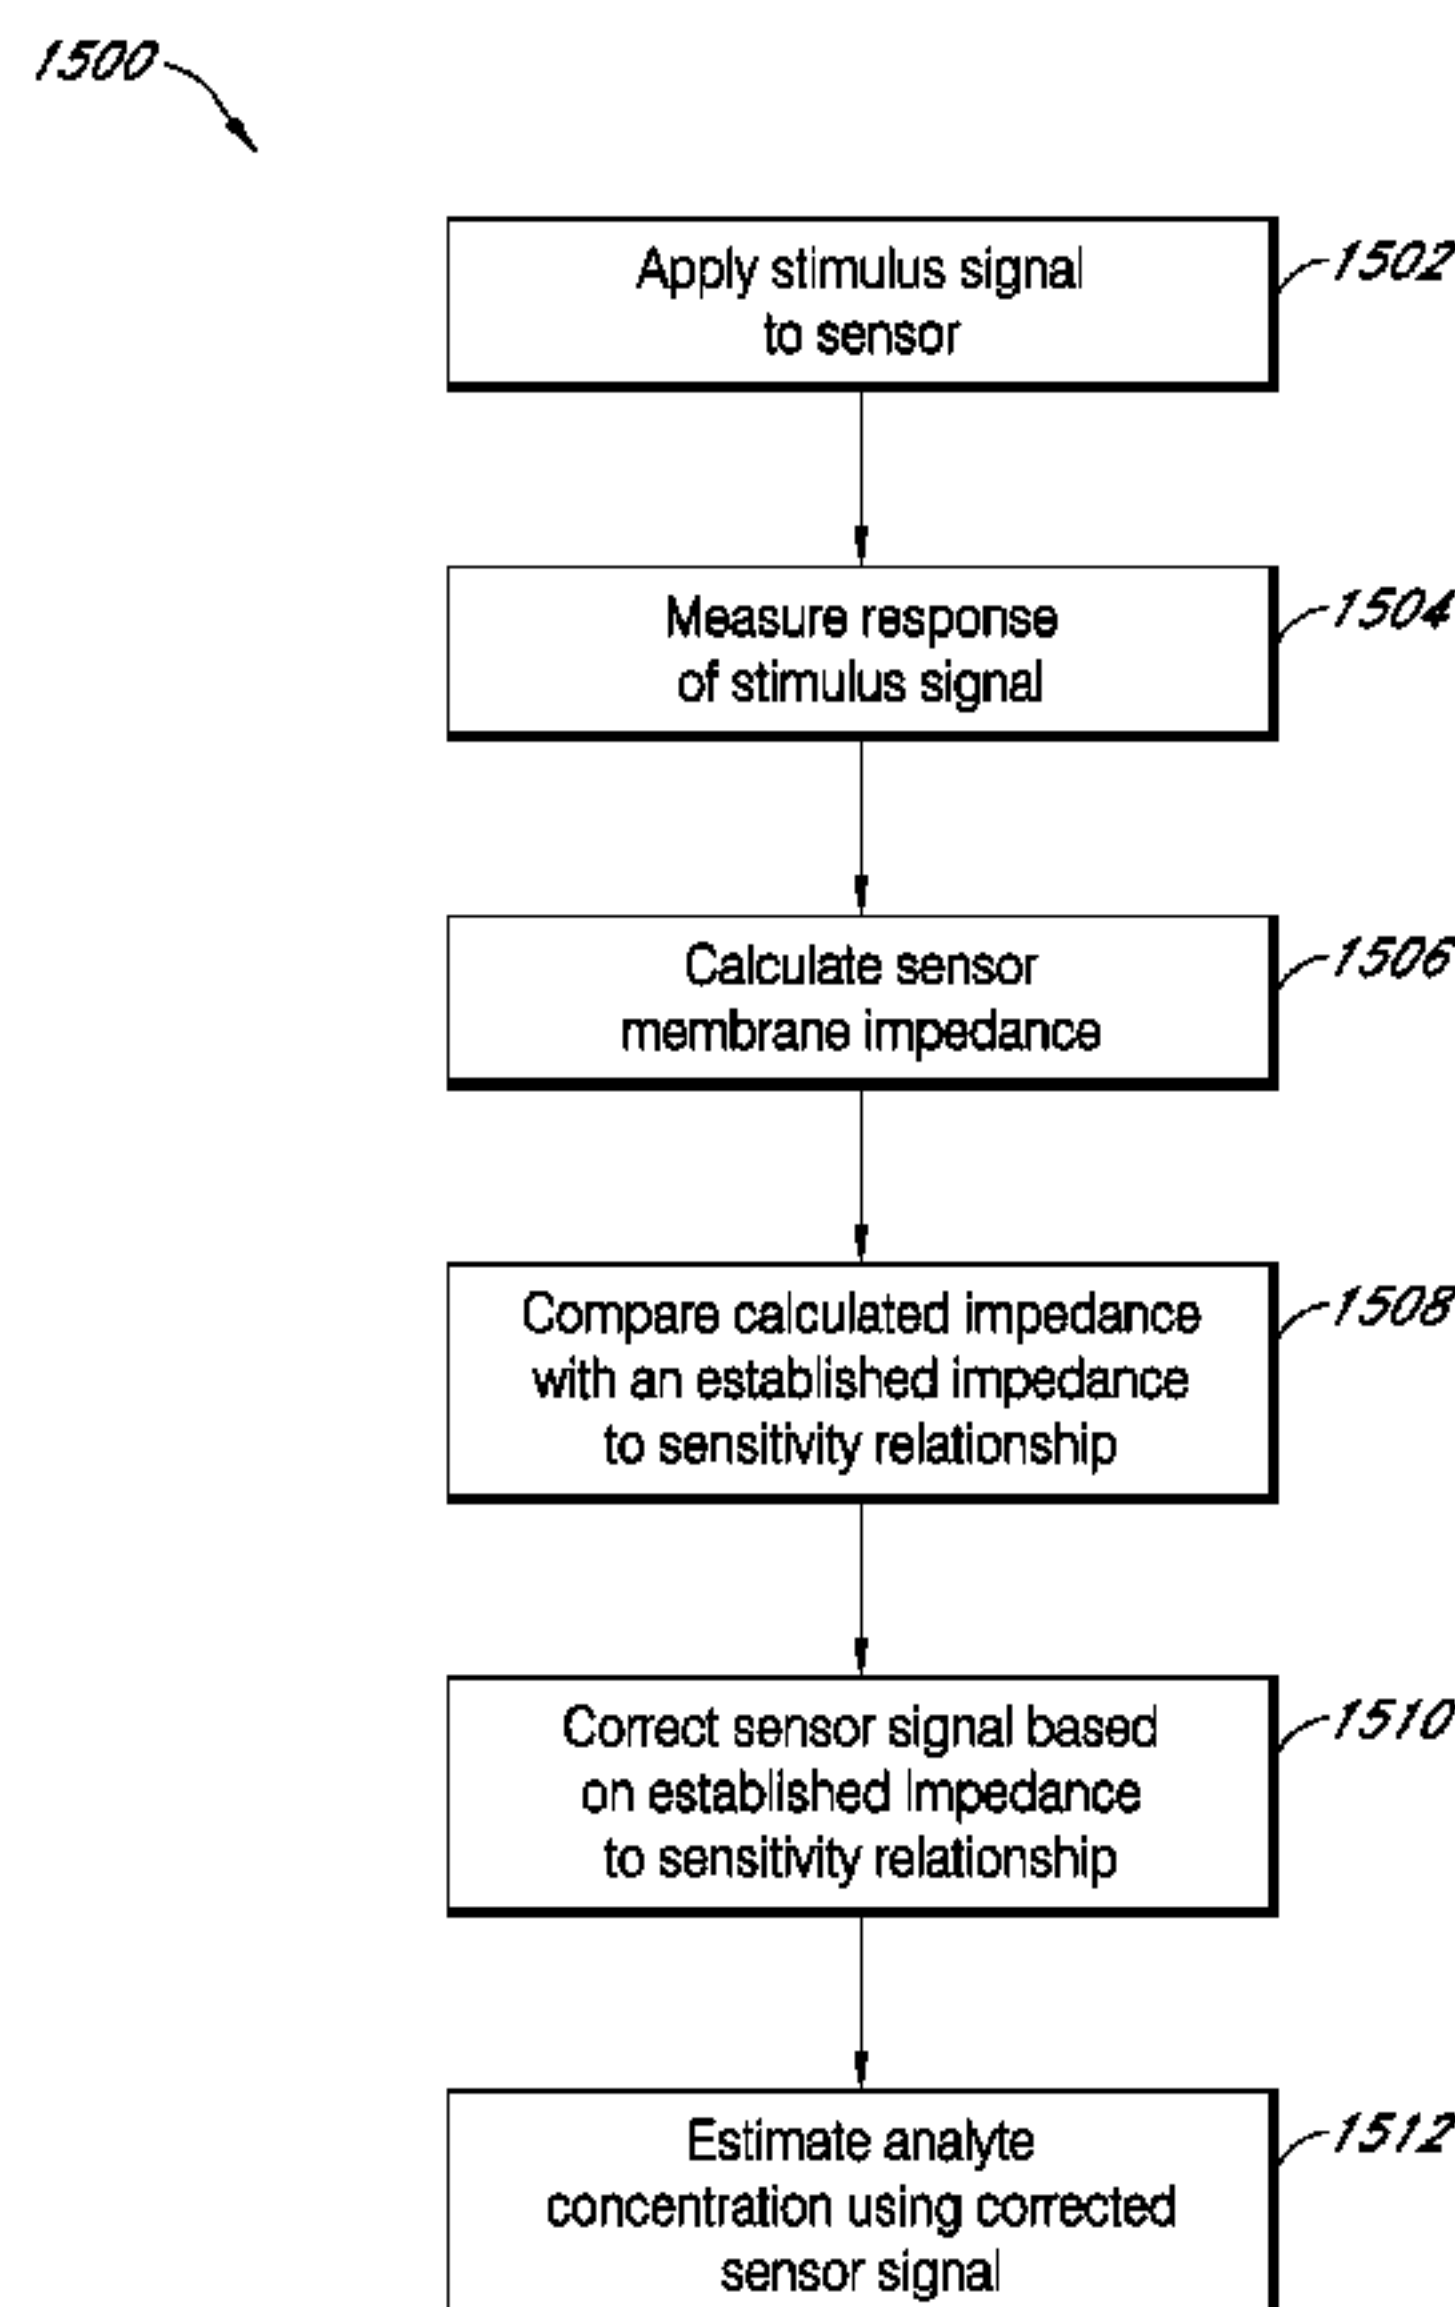 1500
Apply stimulus signal
to sensor
1502
Measure response
of stimulus signal
1504
Calculate sensor
membrane impedance
1506
Compare calculated impedance
with an established impedance
to sensitivity relationship
1508
Correct sensor signal based
on established Impedance
to sensitivity relationship
1510
Estimate analyte
concentration using corrected
sensor signal
1512